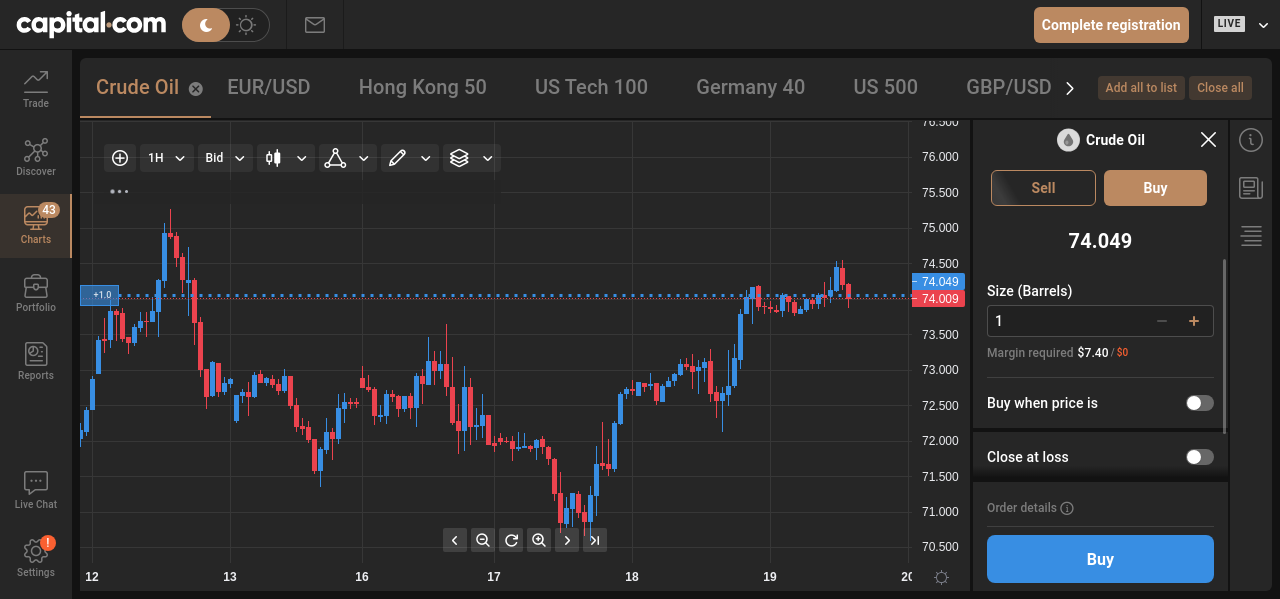 capital.com
Complete registration
LIVE
Trade
Discover
43
Charts
Portfolio
Reports
Live Chat
!
Settings
Crude Oil
EUR/USD
Hong Kong 50
US Tech 100
Germany 40
US 500
GBP/USD
Add all to list
Close all
1H
Bid
+1.0
76.500
76.000
75.500
75.000
74.500
74.049
74.009
73.500
73.000
72.500
72.000
71.500
71.000
70.500
12
13
16
17
18
19
20
Crude Oil
Sell
Buy
74.049
Size (Barrels)
1
Margin required $7.40 / $0
Buy when price is
Close at loss
Order details
Buy